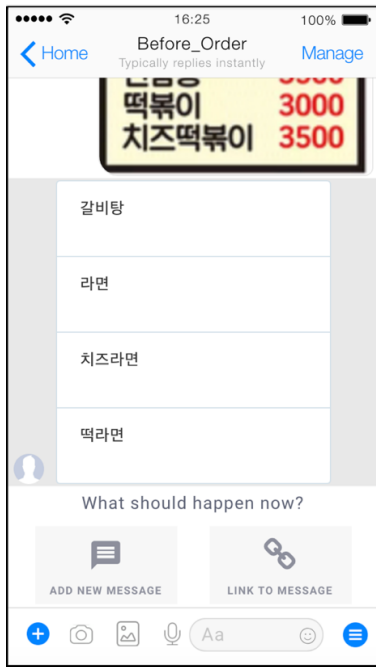 16:25
100%
Home
Before_Order
Manage
Typically replies instantly
떡볶이 3000
치즈떡볶이 3500
갈비탕
라면
치즈라면
떡라면
What should happen now?
ADD NEW MESSAGE
LINK TO MESSAGE
Aa